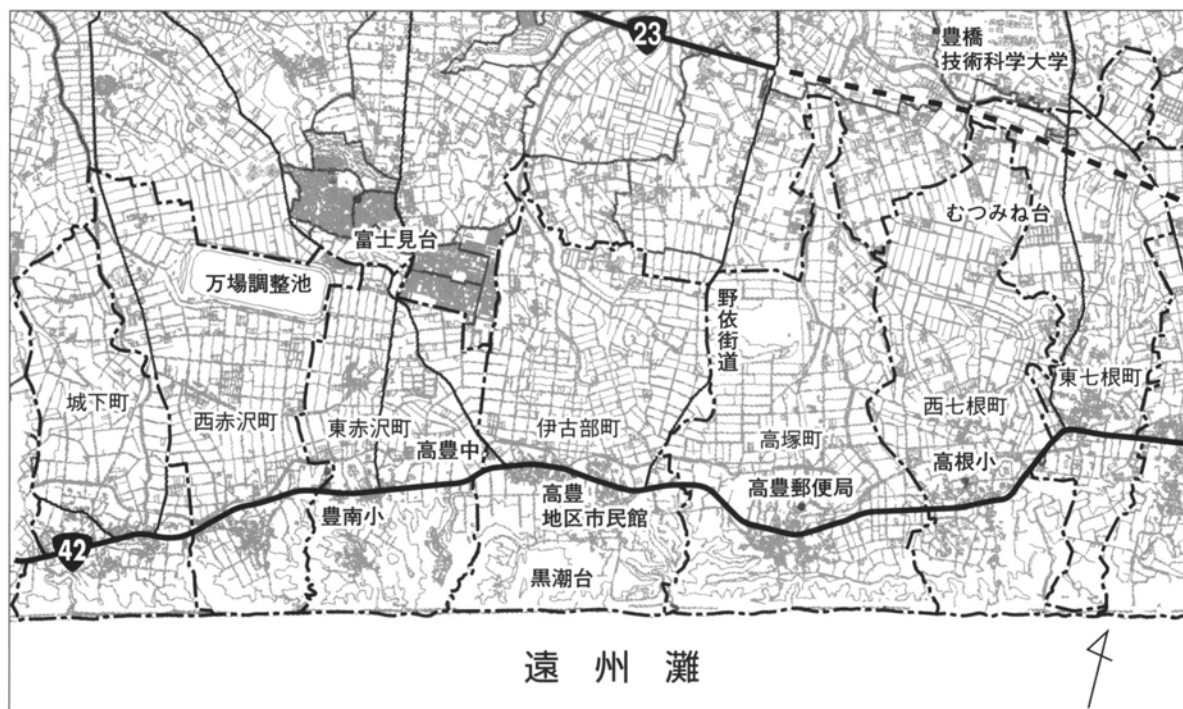 23
豊橋
技術科学大学
むつみね台
富士見台
万場調整池
野依街道
城下町
西赤沢町
東赤沢町
高豊中
伊古部町
高塚町
西七根町
東七根町
高根小
高豊郵便局
高豊
地区市民館
豊南小
42
黒潮台
遠州灘